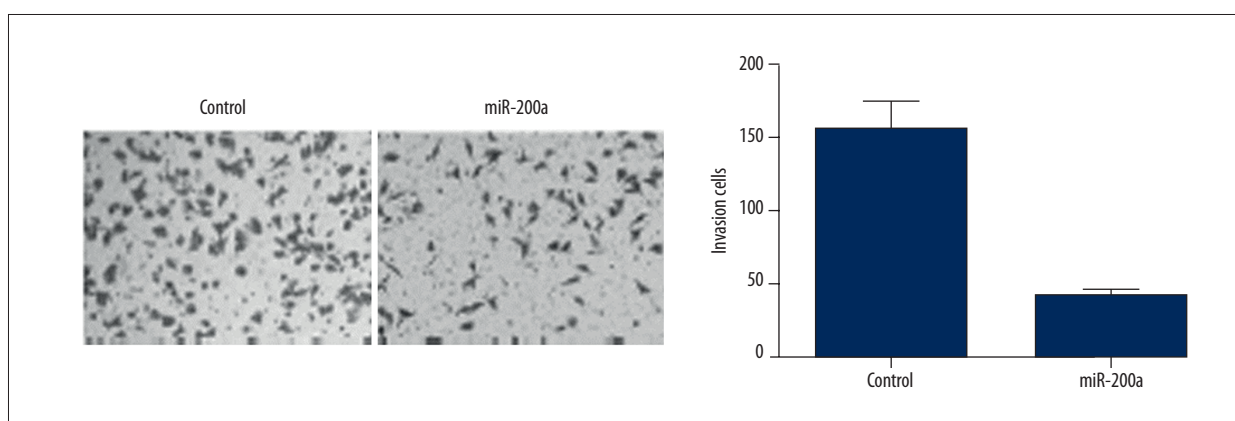 Control
miR-200a
200
150
100
50
0
Invasion cells
Control
miR-200a